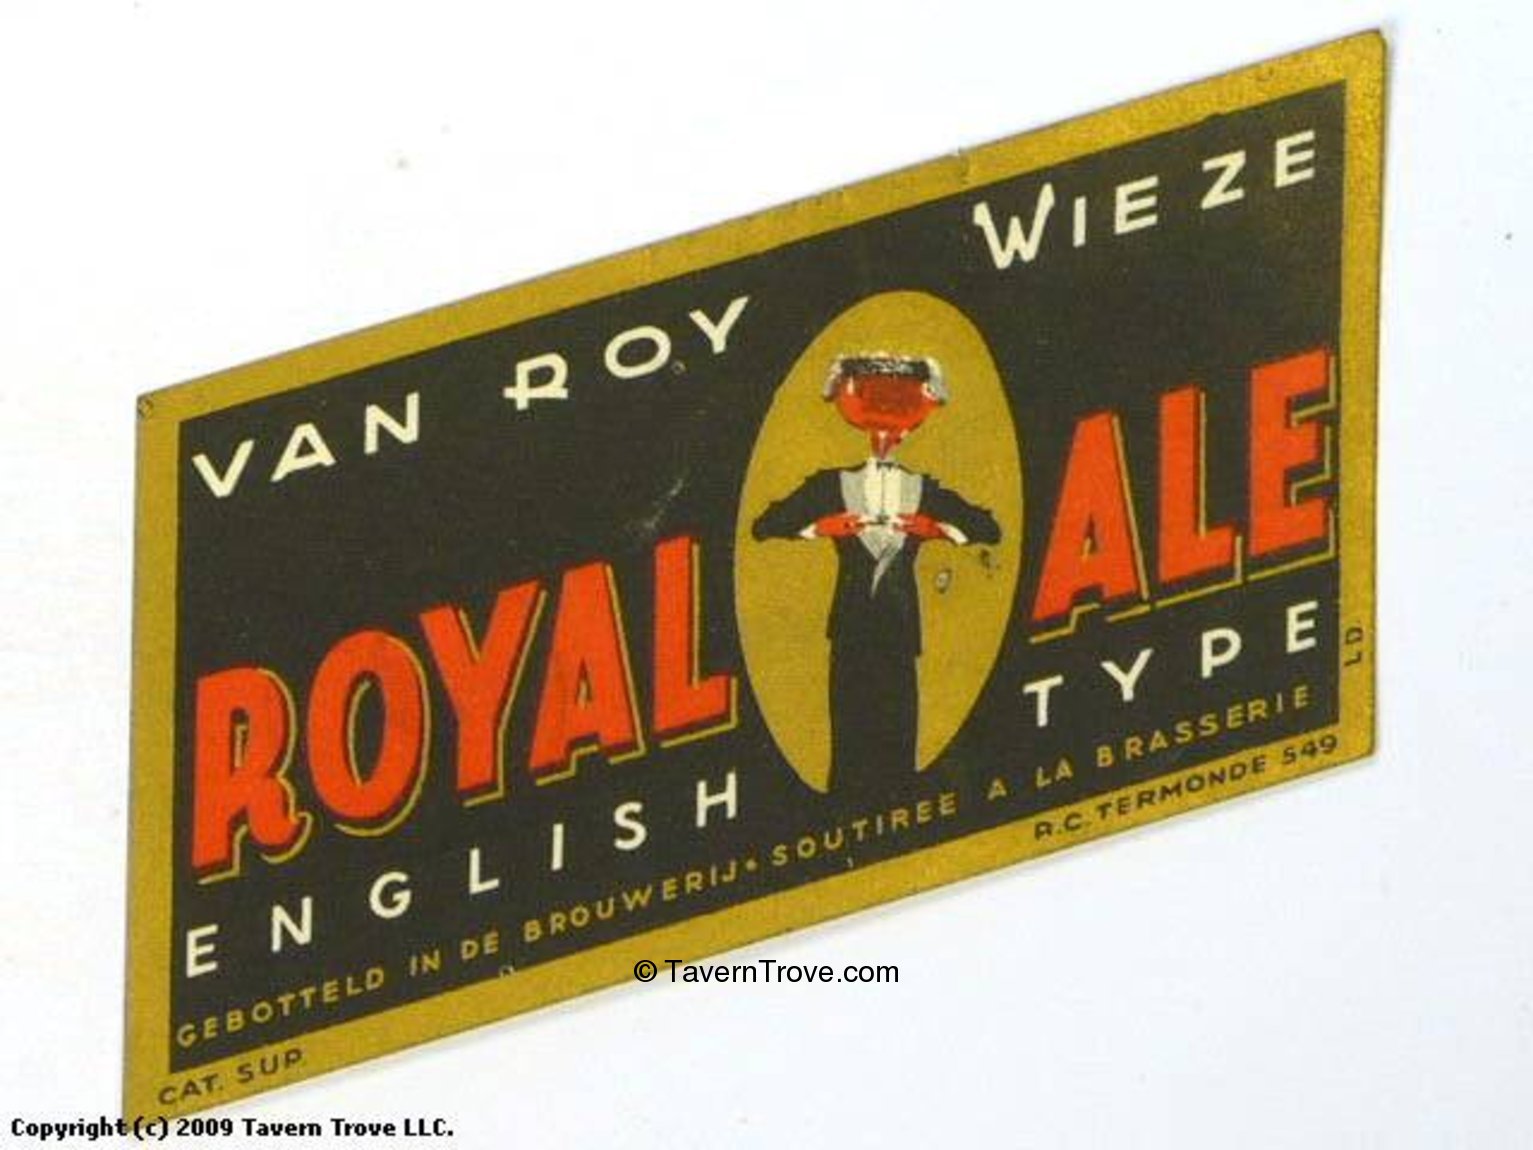 VAN ROY WIEZE
ROYAL ALE
ENGLISH TYPE
GEBOTTELD IN DE BROUWERIJ • SOUTIREE A LA BRASSERIE
CAT. SUP. R.C. TERMONDE 549
LD
© TavernTrove.com
Copyright (c) 2009 Tavern Trove LLC.